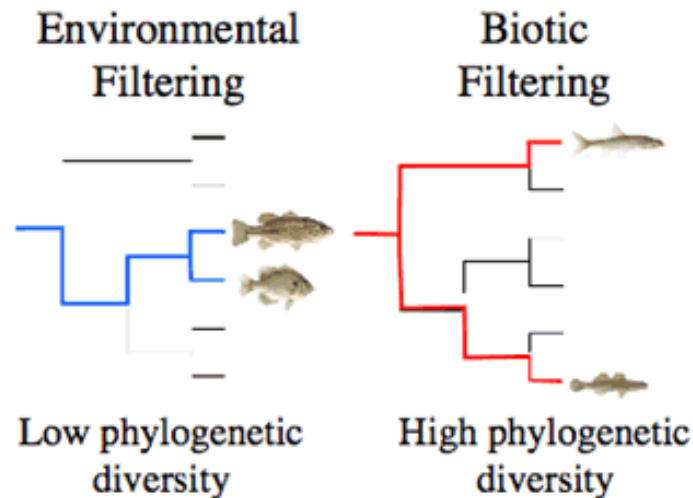 Environmental
Filtering
Biotic
Filtering
Low phylogenetic
diversity
High phylogenetic
diversity